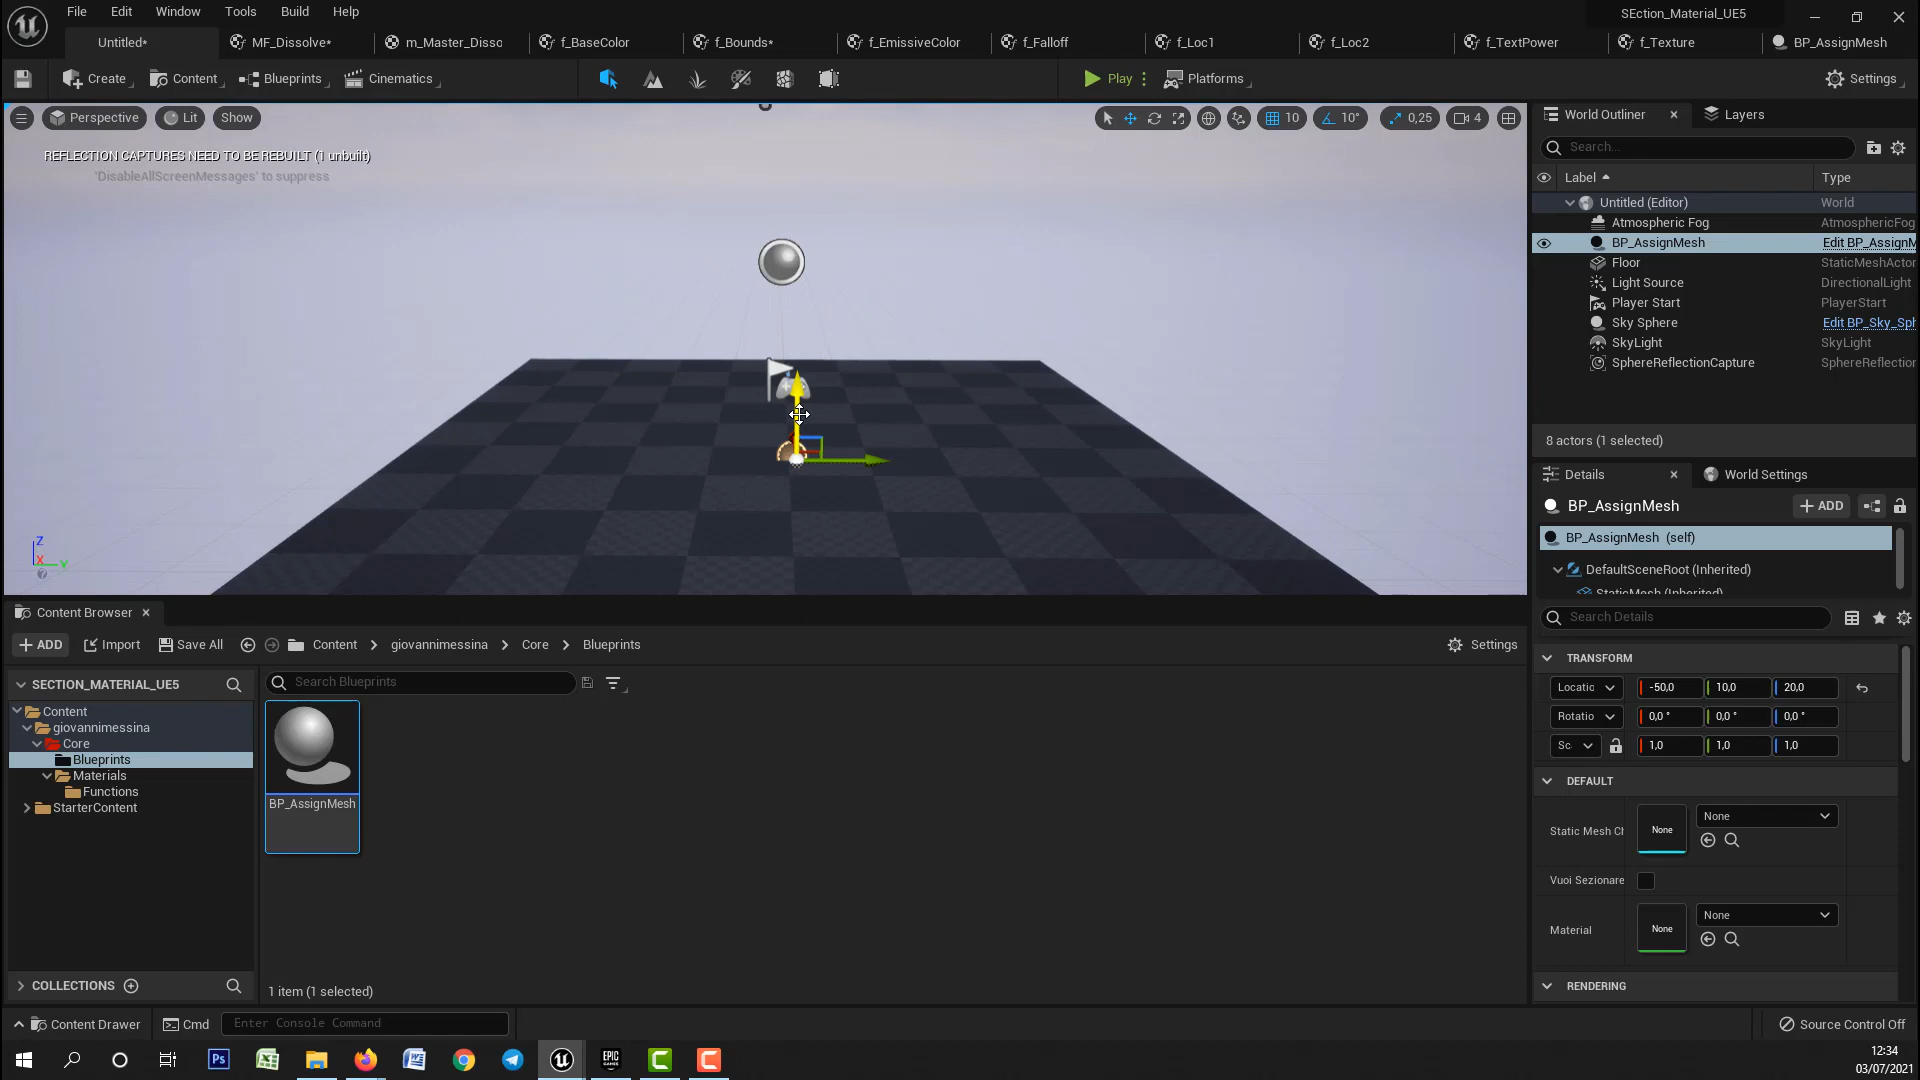 File Edit Window Tools Build Help SEction_Material_UE5
Untitled* MF_Dissolve* m_Master_Disso f_BaseColor f_Bounds* f_EmissiveColor f_Falloff f_Loc1 f_Loc2 f_TextPower f_Texture BP_AssignMesh
Create Content Blueprints Cinematics Play Platforms Settings
Perspective Lit Show 10 10° 0,25 4
REFLECTION CAPTURES NEED TO BE REBUILT (1 unbuilt)
'DisableAllScreenMessages' to suppress
Z
X Y
World Outliner Layers
Search...
Label Type
Untitled (Editor) World
Atmospheric Fog AtmosphericFog
BP_AssignMesh Edit BP_AssignM
Floor StaticMeshActor
Light Source DirectionalLight
Player Start PlayerStart
Sky Sphere Edit BP_Sky_Sph
SkyLight SkyLight
SphereReflectionCapture SphereReflection
8 actors (1 selected)
Details World Settings
BP_AssignMesh ADD
BP_AssignMesh (self)
DefaultSceneRoot (Inherited)
StaticMesh (Inherited)
Search Details
TRANSFORM
Locatic -50,0 10,0 20,0
Rotatio 0,0 ° 0,0 ° 0,0 °
Sc 1,0 1,0 1,0
DEFAULT
Static Mesh Cl None None
Vuoi Sezionare
Material None None
RENDERING
Content Browser
ADD Import Save All Content giovannimessina Core Blueprints Settings
SECTION_MATERIAL_UE5
Content
giovannimessina
Core
Blueprints
Materials
Functions
StarterContent
COLLECTIONS
Search Blueprints
BP_AssignMesh
1 item (1 selected)
Content Drawer Cmd Enter Console Command Source Control Off
Ps EPIC GAMES C C
12:34
03/07/2021